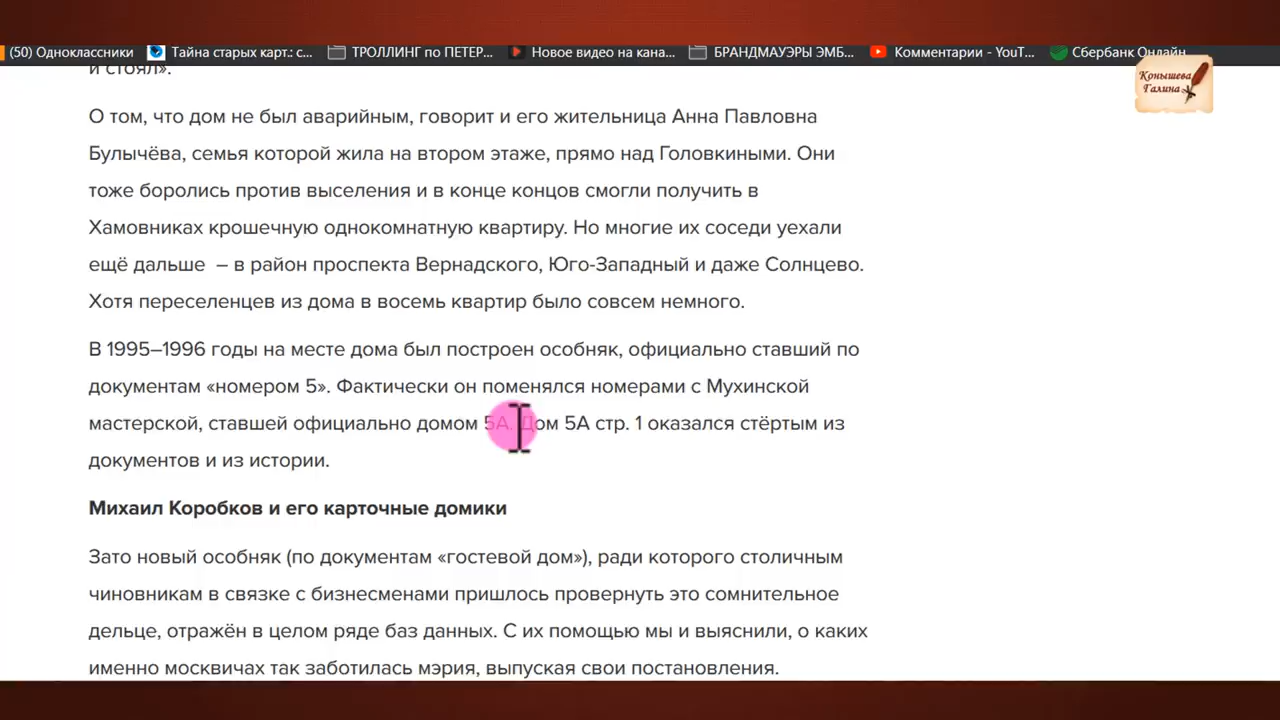 (50) Одноклассники Тайна старых карт.: с... ТРОЛЛИНГ по ПЕТЕР... Новое видео на кана... БРАНДМАУЭРЫ ЭМБ... Комментарии - YouT... Сбербанк Онлайн
и стоял».
Конышева
Галина
О том, что дом не был аварийным, говорит и его жительница Анна Павловна
Булычёва, семья которой жила на втором этаже, прямо над Головкиными. Они
тоже боролись против выселения и в конце концов смогли получить в
Хамовниках крошечную однокомнатную квартиру. Но многие их соседи уехали
ещё дальше – в район проспекта Вернадского, Юго-Западный и даже Солнцево.
Хотя переселенцев из дома в восемь квартир было совсем немного.
В 1995–1996 годы на месте дома был построен особняк, официально ставший по
документам «номером 5». Фактически он поменялся номерами с Мухинской
мастерской, ставшей официально домом 5А. Дом 5А стр. 1 оказался стёртым из
документов и из истории.
Михаил Коробков и его карточные домики
Зато новый особняк (по документам «гостевой дом»), ради которого столичным
чиновникам в связке с бизнесменами пришлось провернуть это сомнительное
дельце, отражён в целом ряде баз данных. С их помощью мы и выяснили, о каких
именно москвичах так заботилась мэрия, выпуская свои постановления.